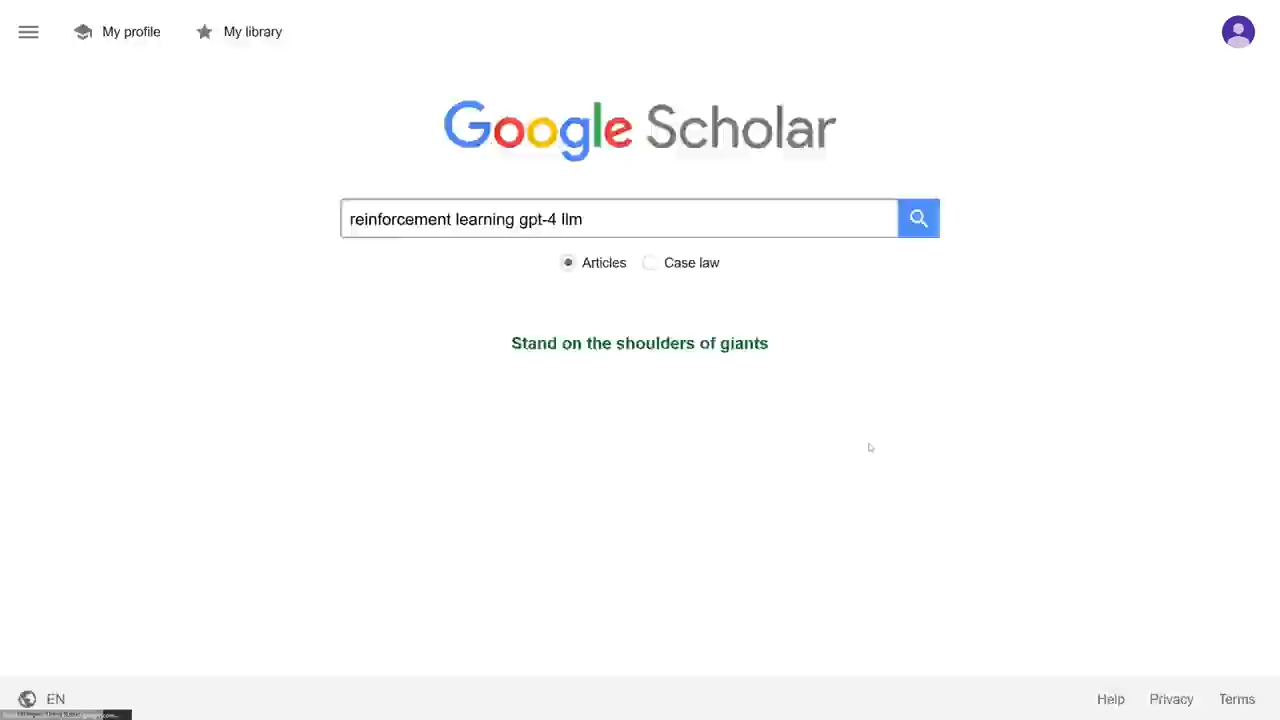 My profile
My library
Google Scholar
reinforcement learning gpt-4 llm
Articles
Case law
Stand on the shoulders of giants
EN
Help
Privacy
Terms